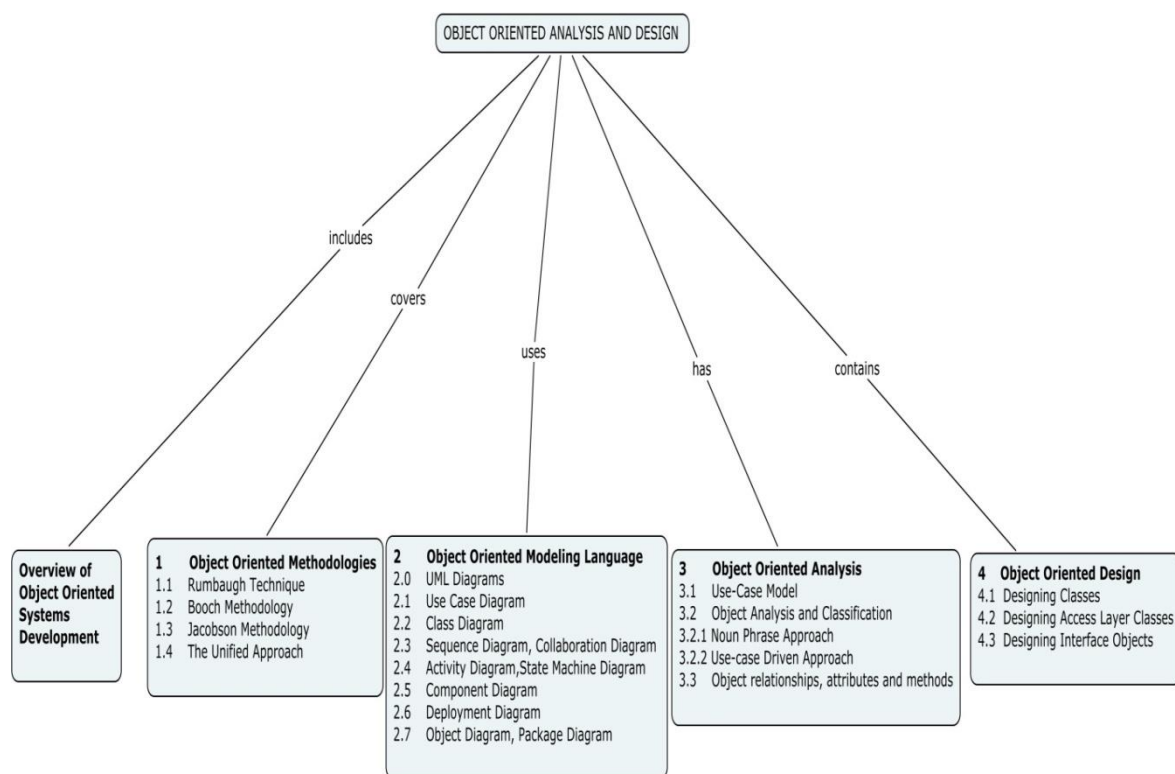 OBJECT ORIENTED ANALYSIS AND DESIGN
includes
covers
uses
has
contains
Overview of
Object Oriented
Systems
Development
1 Object Oriented Methodologies
1.1 Rumbaugh Technique
1.2 Booch Methodology
1.3 Jacobson Methodology
1.4 The Unified Approach
2 Object Oriented Modeling Language
2.0 UML Diagrams
2.1 Use Case Diagram
2.2 Class Diagram
2.3 Sequence Diagram, Collaboration Diagram
2.4 Activity Diagram,State Machine Diagram
2.5 Component Diagram
2.6 Deployment Diagram
2.7 Object Diagram, Package Diagram
3 Object Oriented Analysis
3.1 Use-Case Model
3.2 Object Analysis and Classification
3.2.1 Noun Phrase Approach
3.2.2 Use-case Driven Approach
3.3 Object relationships, attributes and methods
4 Object Oriented Design
4.1 Designing Classes
4.2 Designing Access Layer Classes
4.3 Designing Interface Objects